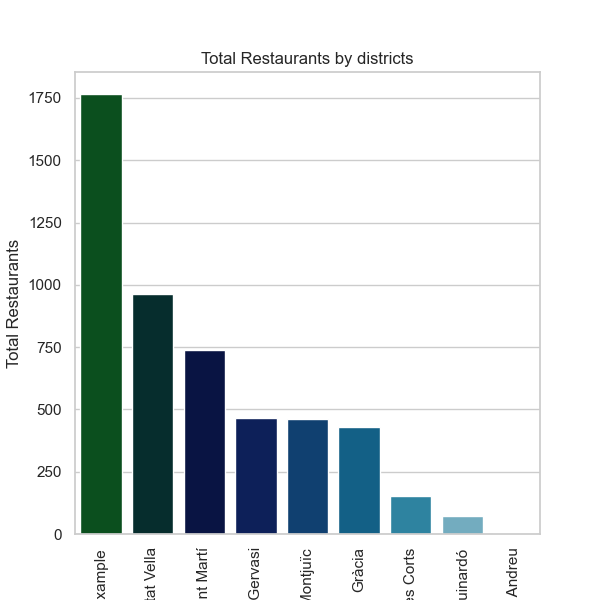 Total Restaurants by districts
Total Restaurants
1750
1500
1250
1000
750
500
250
0
xample
tat Vella
nt Martí
Gervasi
Montjuïc
Gràcia
es Corts
uinardó
Andreu